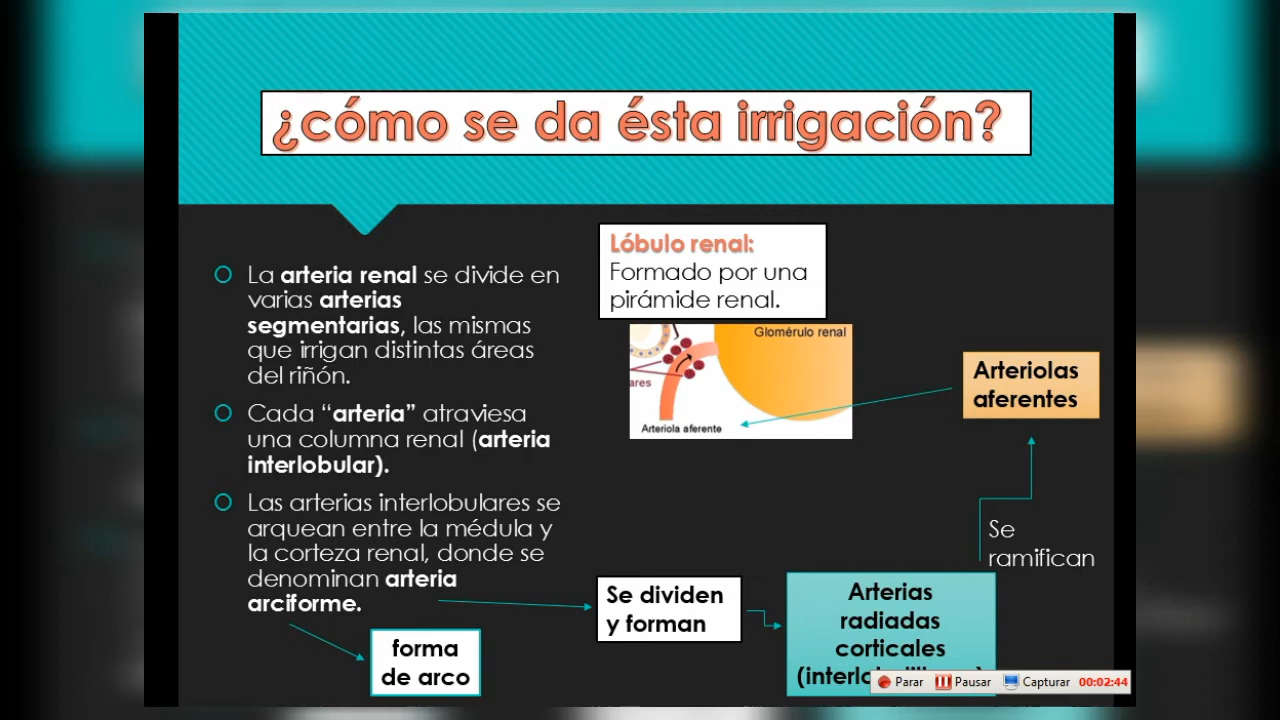 ¿cómo se da ésta irrigación?
La arteria renal se divide en
varias arterias
segmentarias, las mismas
que irrigan distintas áreas
del riñón.
Cada “arteria” atraviesa
una columna renal (arteria
interlobular).
Las arterias interlobulares se
arquean entre la médula y
la corteza renal, donde se
denominan arteria
arciforme.
forma
de arco
Lóbulo renal:
Formado por una
pirámide renal.
Glomérulo renal
Arteriola aferente
Arteriolas
aferentes
Se
ramifican
Se dividen
y forman
Arterias
radiadas
corticales
Parar Pausar Capturar 00:02:44